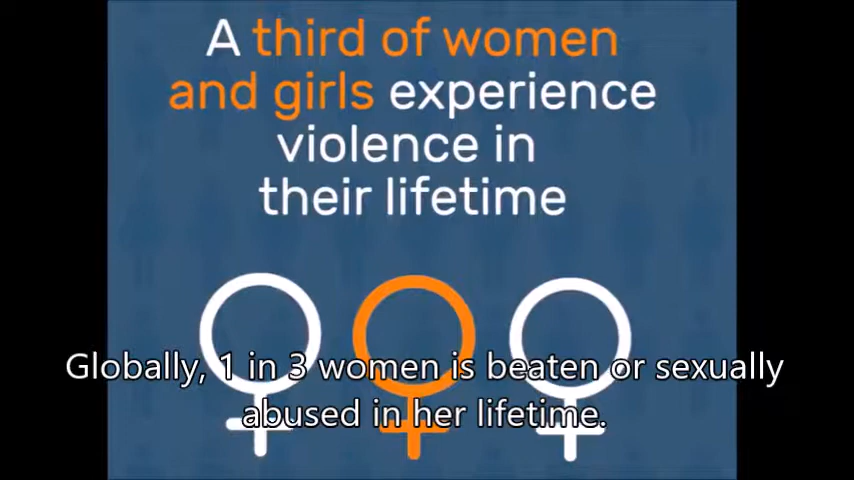 A third of women
and girls experience
violence in
their lifetime
Globally, 1 in 3 women is beaten or sexually
abused in her lifetime.